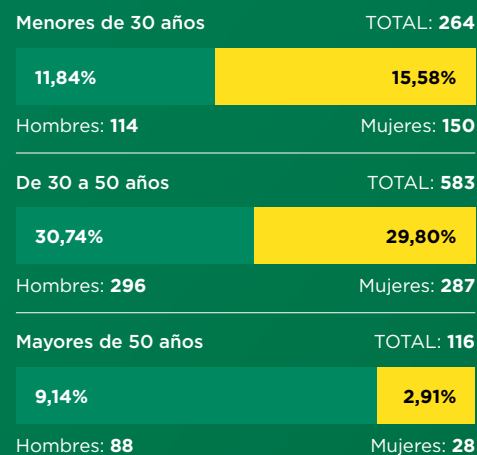 Menores de 30 años TOTAL: 264
11,84% 15,58%
Hombres: 114 Mujeres: 150
De 30 a 50 años TOTAL: 583
30,74% 29,80%
Hombres: 296 Mujeres: 287
Mayores de 50 años TOTAL: 116
9,14% 2,91%
Hombres: 88 Mujeres: 28